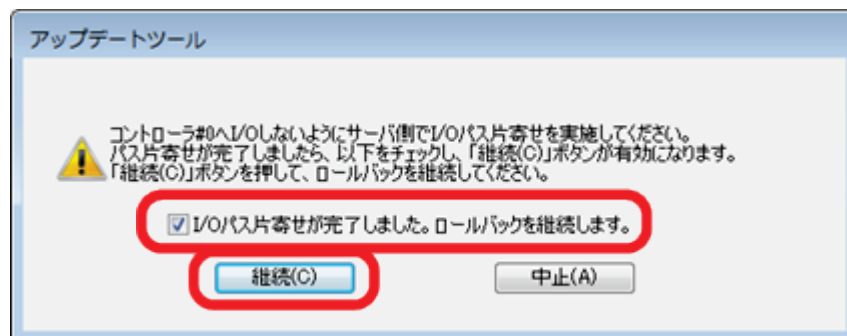 アップデートツール
コントローラ#0へI/Oしないようにサーバ側でI/Oパス片寄せを実施してください。
パス片寄せが完了しましたら、以下をチェックし、「継続(C)」ボタンが有効になります。
「継続(C)」ボタンを押して、ロールバックを継続してください。
I/Oパス片寄せが完了しました。ロールバックを継続します。
継続(C) 中止(A)